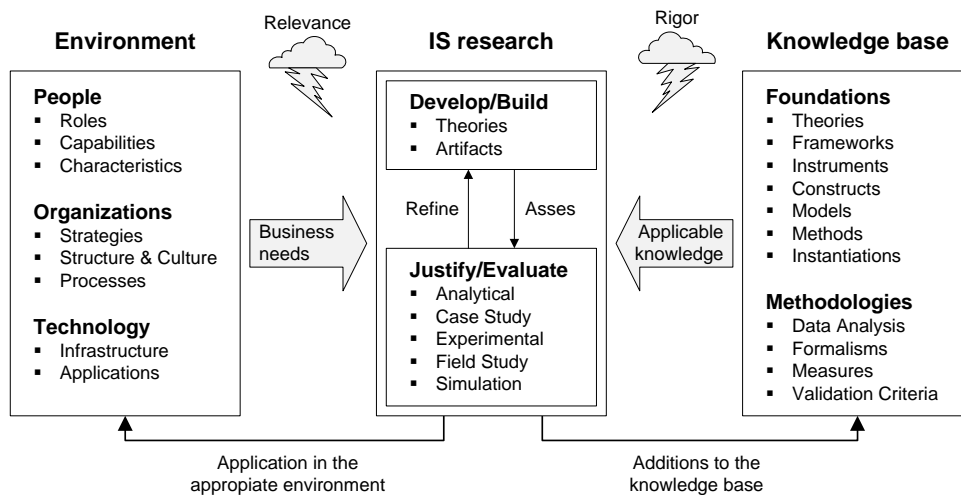 Relevance
Rigor
Environment
IS research
Knowledge base
People
▪ Roles
▪ Capabilities
▪ Characteristics
Organizations
▪ Strategies
▪ Structure & Culture
▪ Processes
Technology
▪ Infrastructure
▪ Applications
Business
needs
Develop/Build
▪ Theories
▪ Artifacts
Refine
Asses
Justify/Evaluate
▪ Analytical
▪ Case Study
▪ Experimental
▪ Field Study
▪ Simulation
Applicable
knowledge
Foundations
▪ Theories
▪ Frameworks
▪ Instruments
▪ Constructs
▪ Models
▪ Methods
▪ Instantiations
Methodologies
▪ Data Analysis
▪ Formalisms
▪ Measures
▪ Validation Criteria
Application in the
appropiate environment
Additions to the
knowledge base